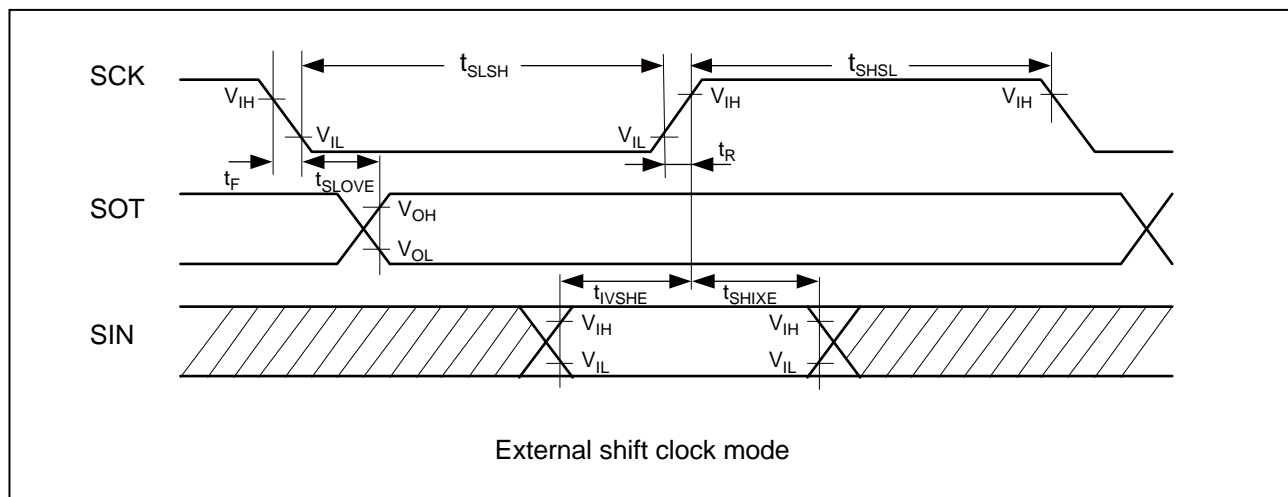 SCK
tSLSH
tSHSL
VIH
VIH
VIH
VIL
VIL
tR
tF
tSLOVE
SOT
VOH
VOL
tIVSHE
tSHIXE
SIN
VIH
VIH
VIL
VIL
External shift clock mode